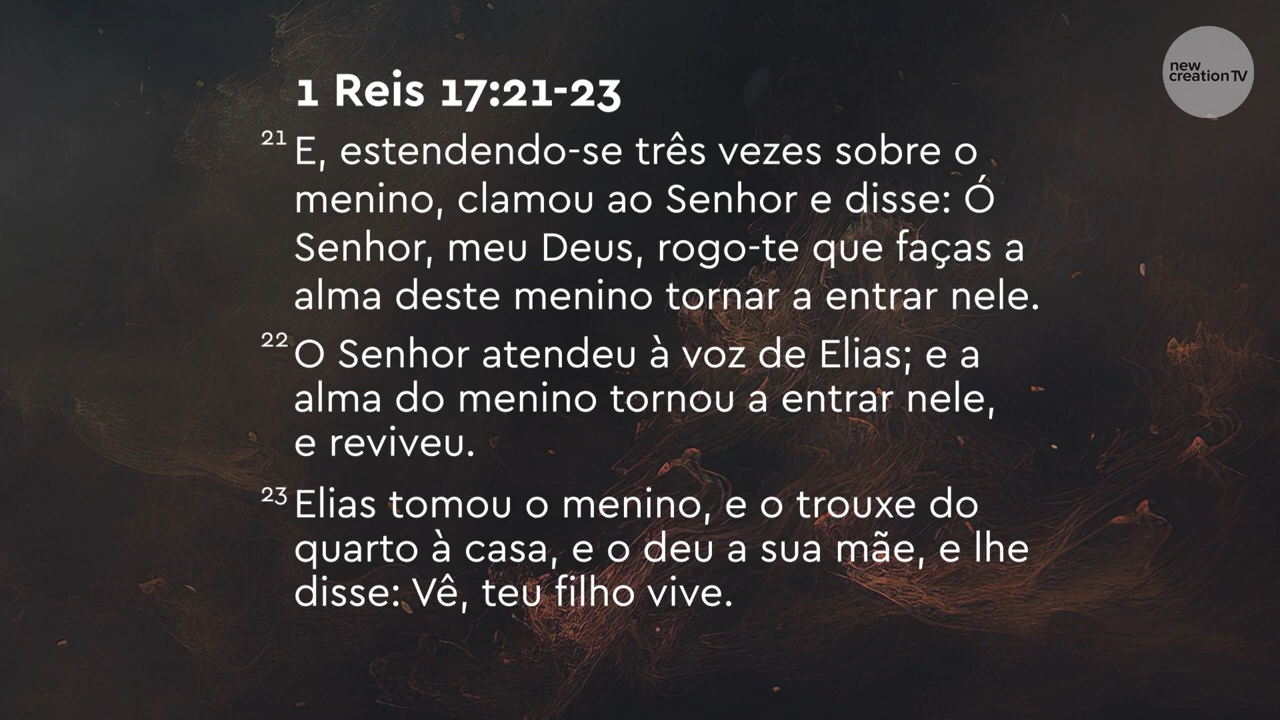 new
creation TV
1 Reis 17:21-23
21 E, estendendo-se três vezes sobre o
menino, clamou ao Senhor e disse: Ó
Senhor, meu Deus, rogo-te que faças a
alma deste menino tornar a entrar nele.
22 O Senhor atendeu à voz de Elias; e a
alma do menino tornou a entrar nele,
e reviveu.
23 Elias tomou o menino, e o trouxe do
quarto à casa, e o deu a sua mãe, e lhe
disse: Vê, teu filho vive.